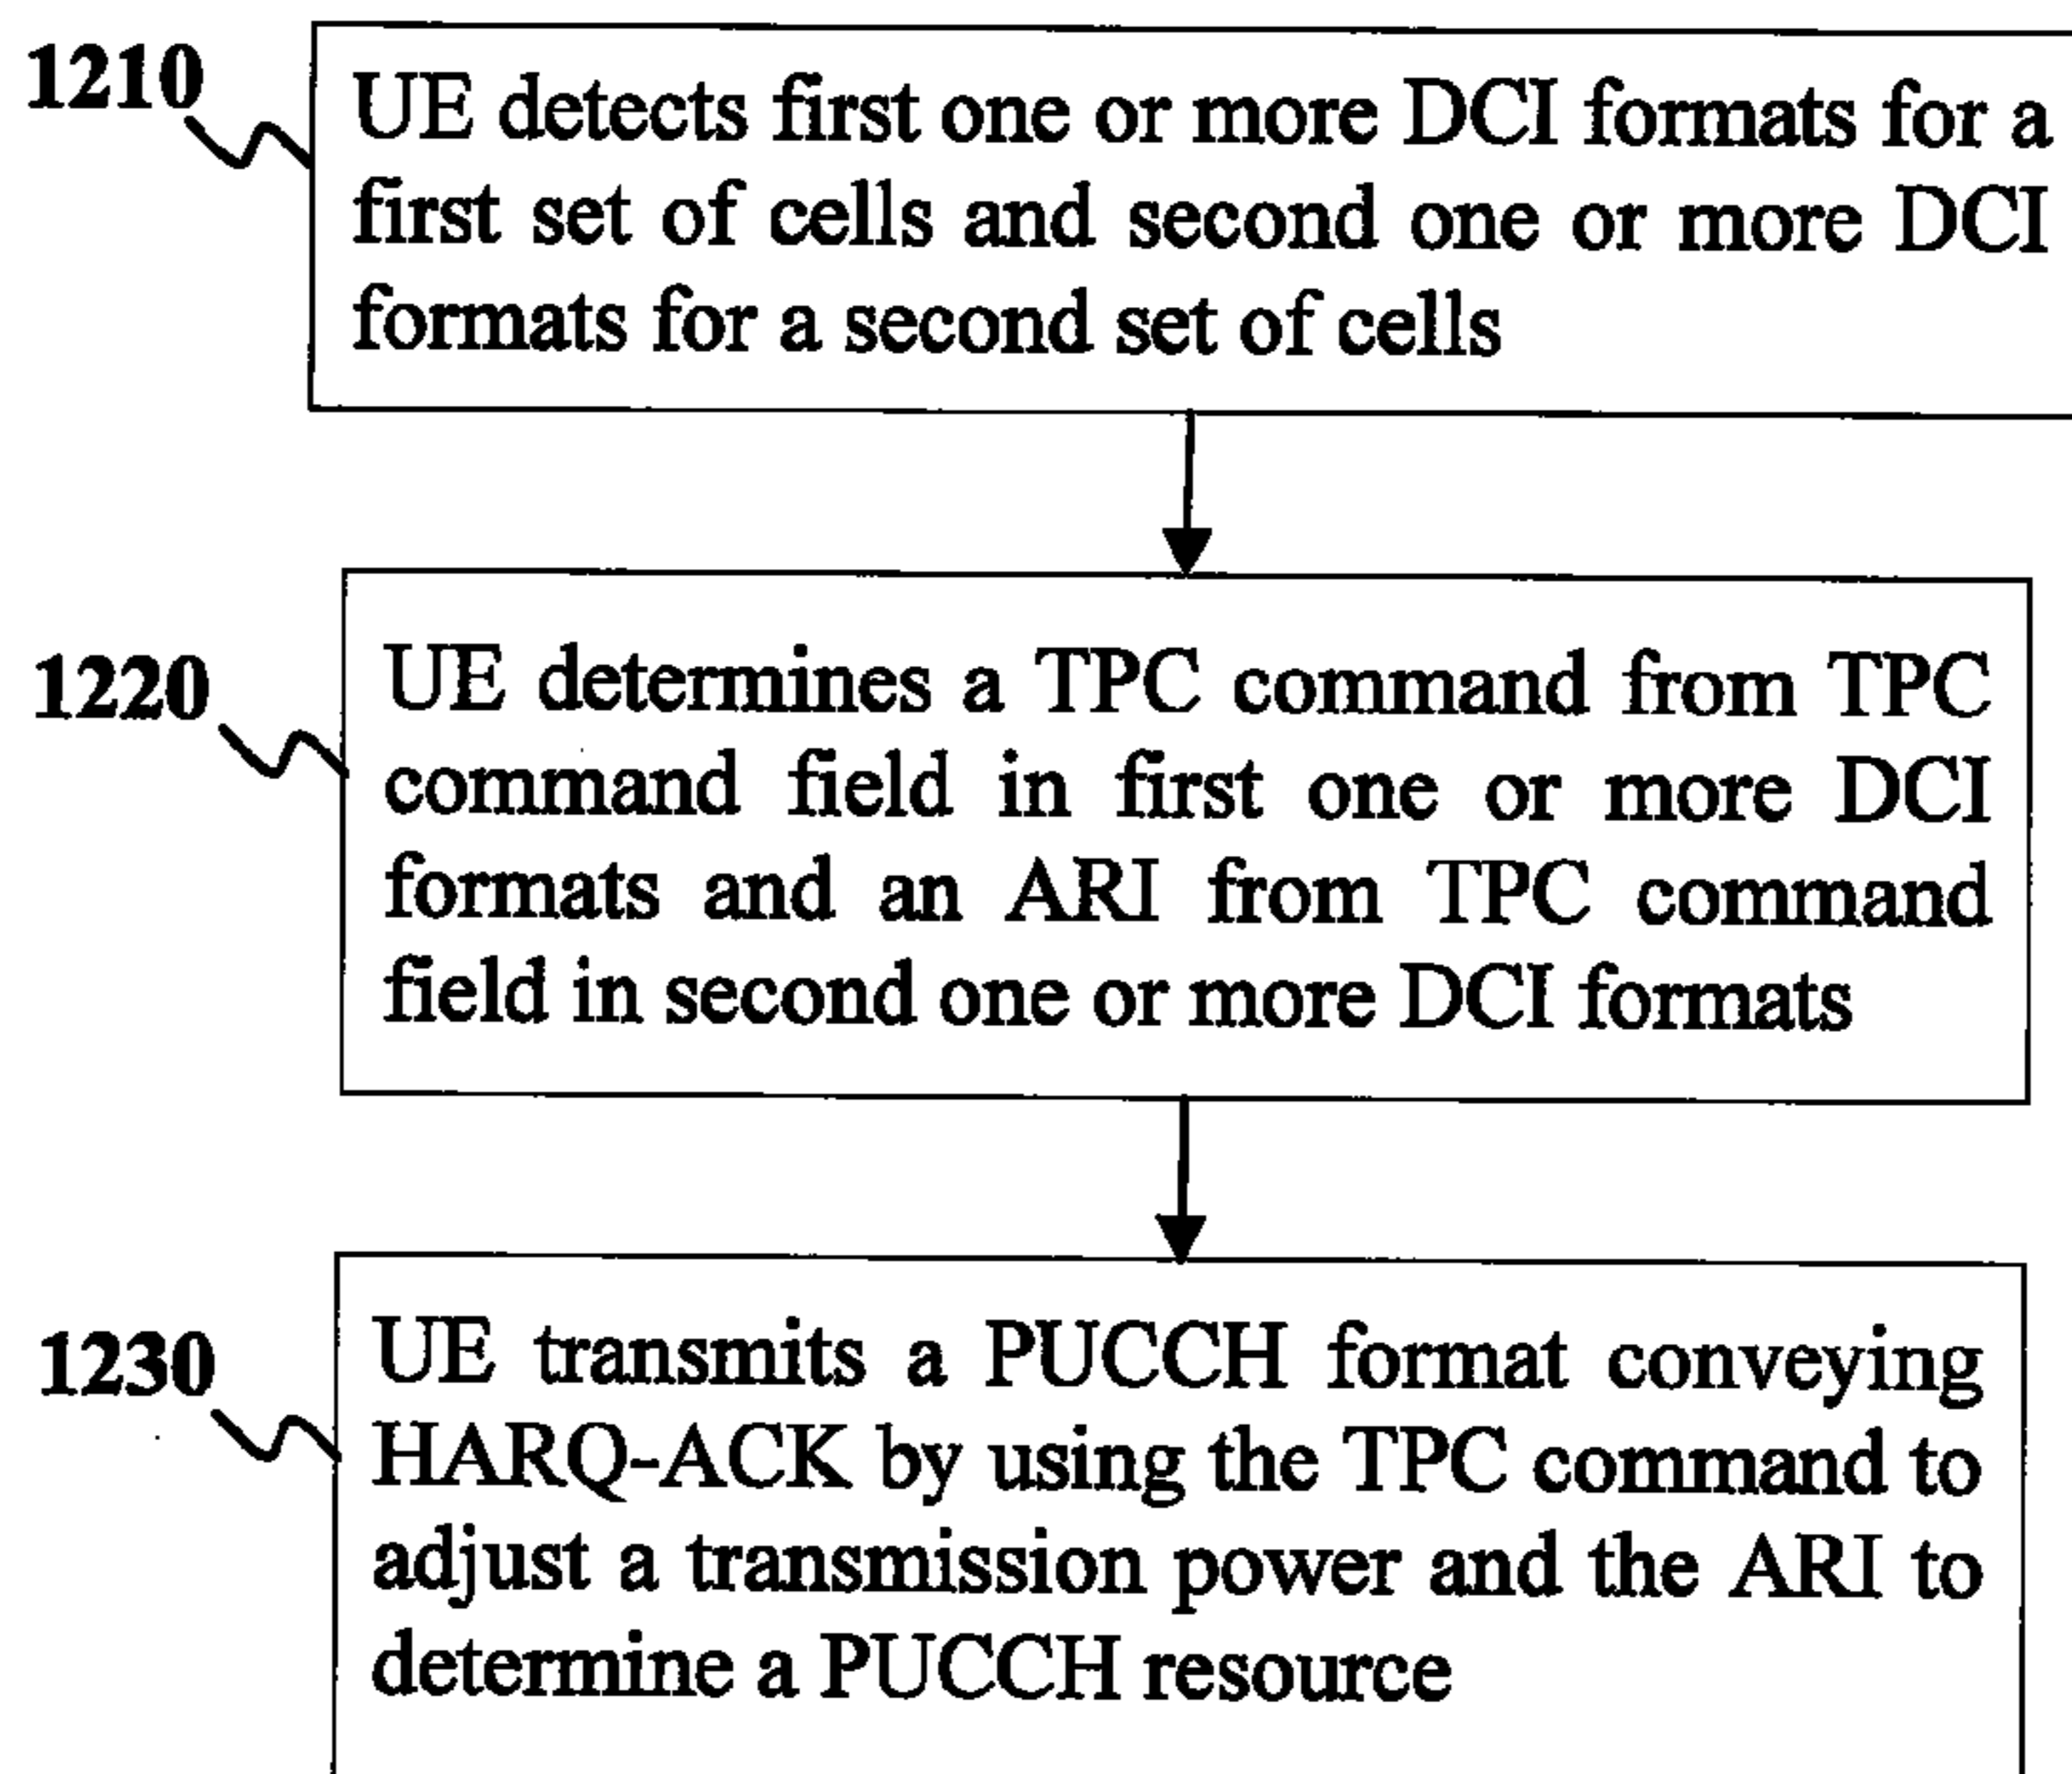 1210
UE detects first one or more DCI formats for a
first set of cells and second one or more DCI
formats for a second set of cells
1220
UE determines a TPC command from TPC
command field in first one or more DCI
formats and an ARI from TPC command
field in second one or more DCI formats
1230
UE transmits a PUCCH format conveying
HARQ-ACK by using the TPC command to
adjust a transmission power and the ARI to
determine a PUCCH resource